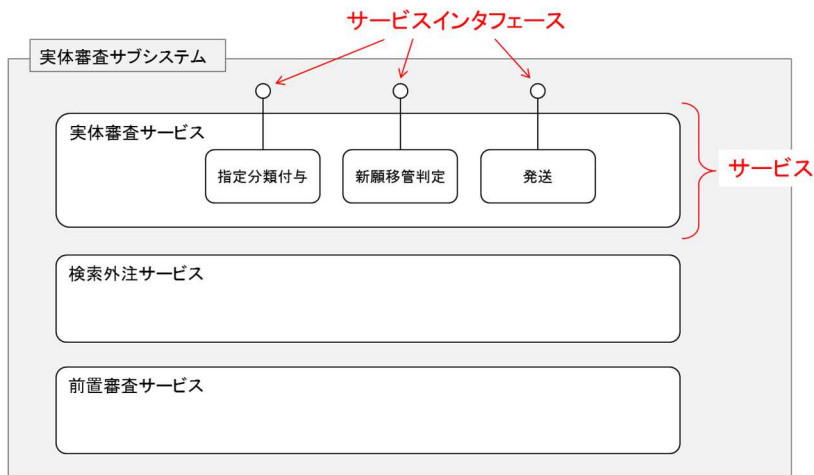 サービスインタフェース
実体審査サブシステム
実体審査サービス
指定分類付与
新願移管判定
発送
サービス
検索外注サービス
前置審査サービス